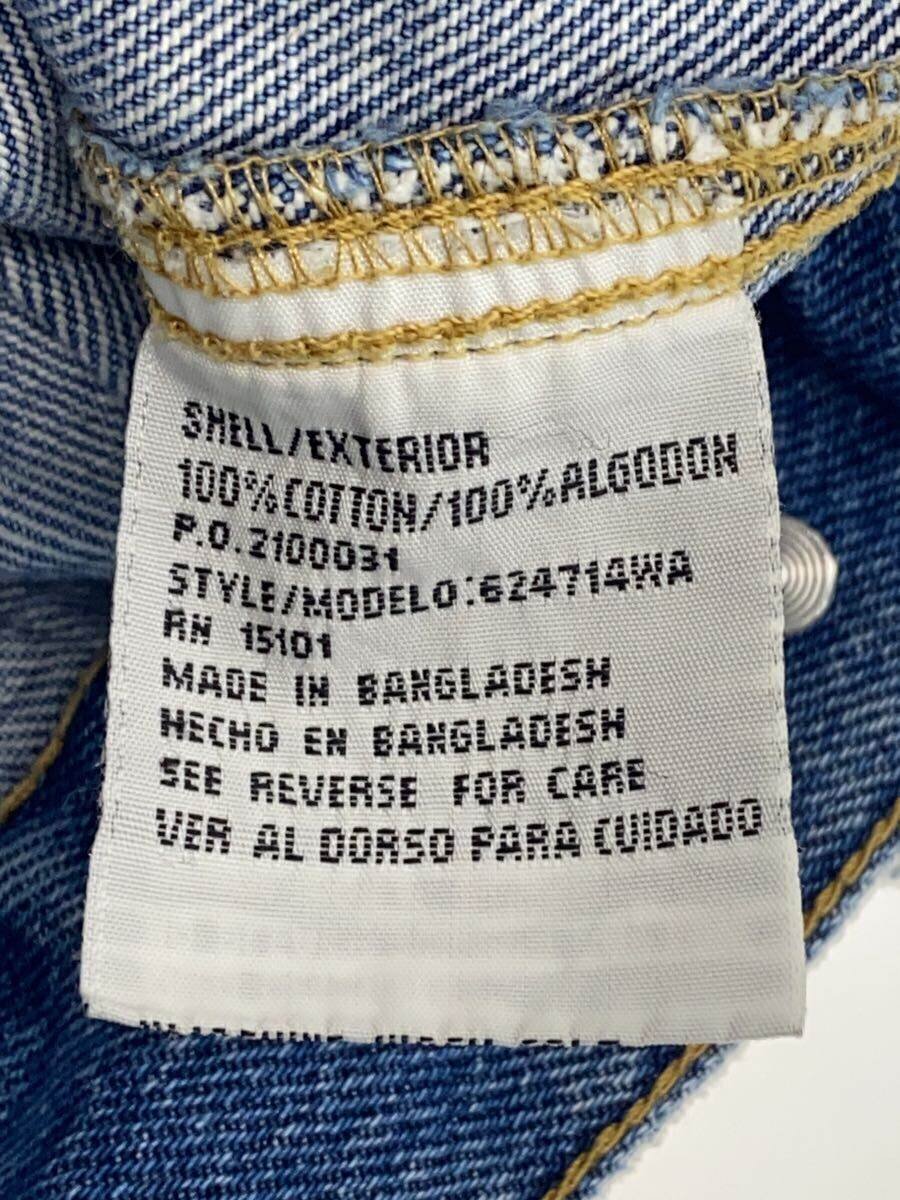 SHELL/EXTERIOR
100%COTTON/100%ALGODON
P.O.2100031
STYLE/MODELO:624714WA
RN 15101
MADE IN BANGLADESH
HECHO EN BANGLADESH
SEE REVERSE FOR CARE
VER AL DORSO PARA CUIDADO